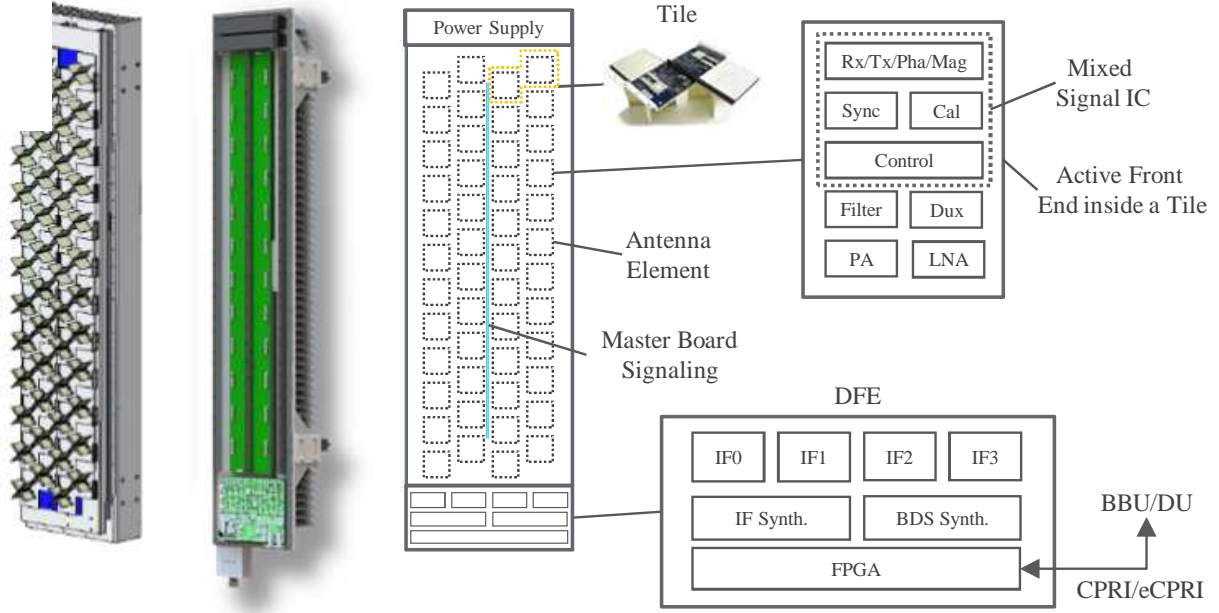 Power Supply
Tile
Rx/Tx/Pha/Mag
Sync
Cal
Control
Filter
Dux
PA
LNA
Mixed
Signal IC
Active Front
End inside a Tile
Antenna
Element
Master Board
Signaling
DFE
IF0
IF1
IF2
IF3
IF Synth.
BDS Synth.
FPGA
BBU/DU
CPRI/eCPRI